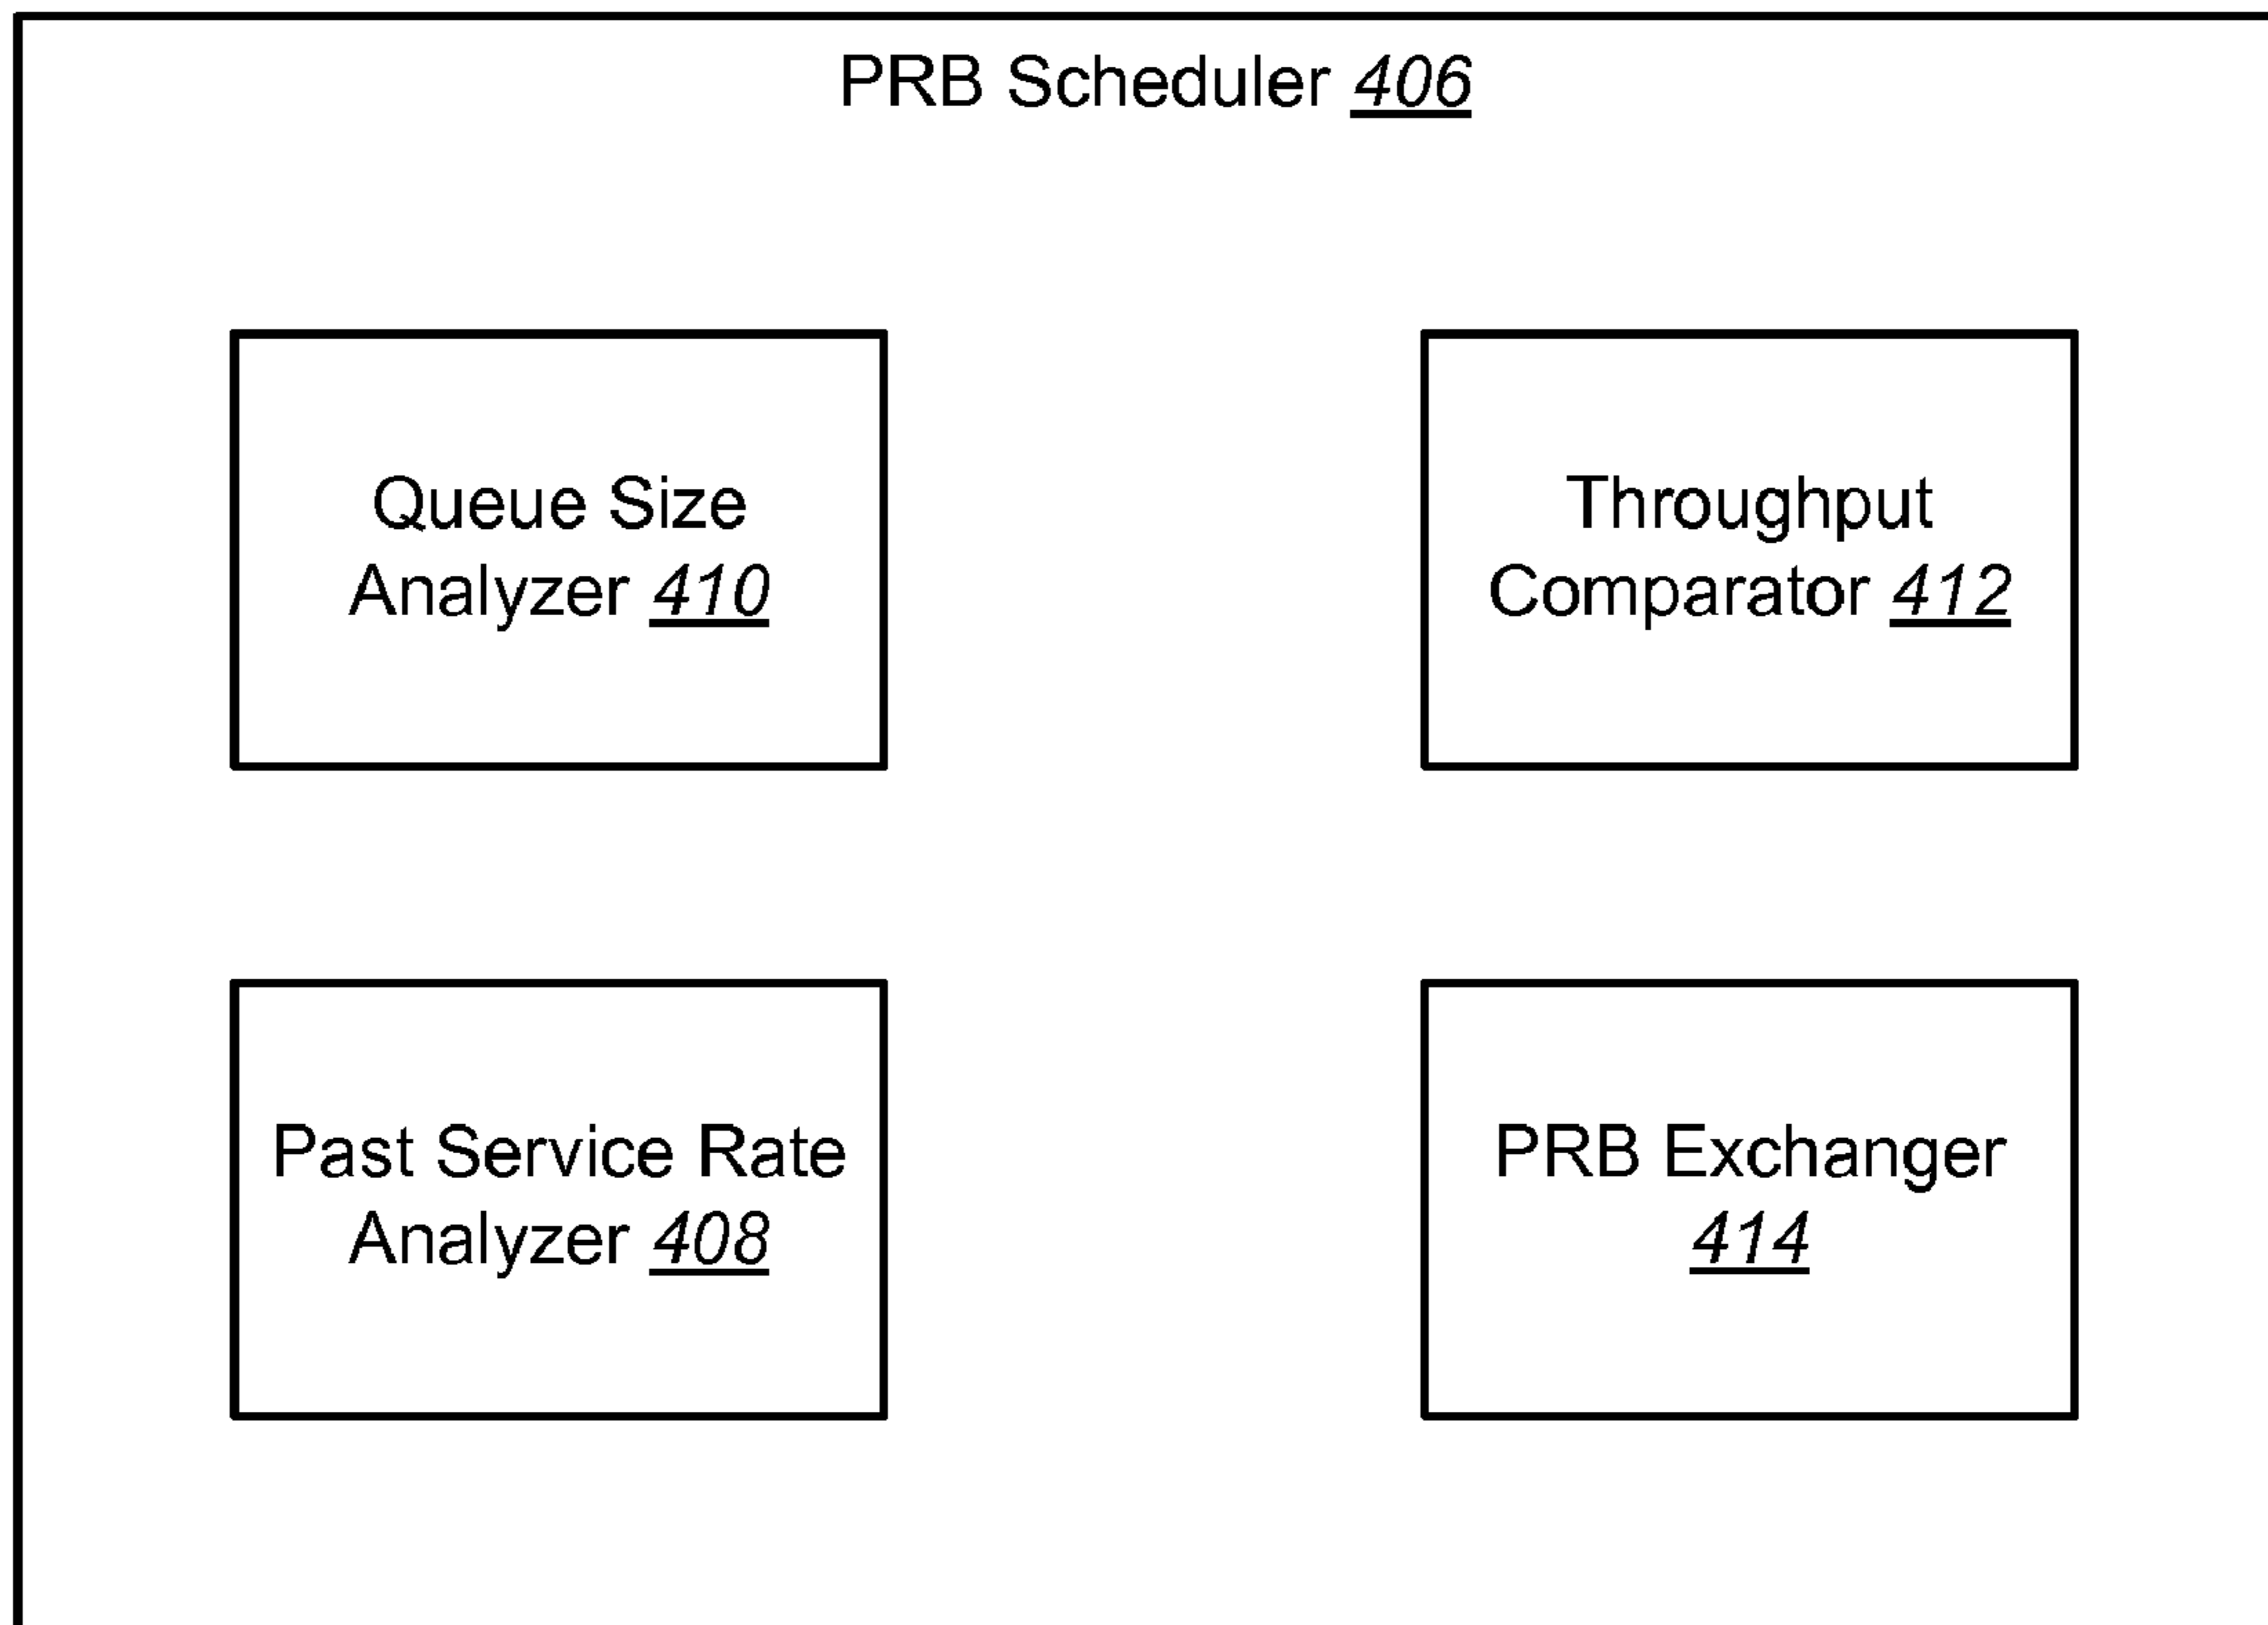 PRB Scheduler 406
Queue Size
Analyzer 410
Throughput
Comparator 412
Past Service Rate
Analyzer 408
PRB Exchanger
414